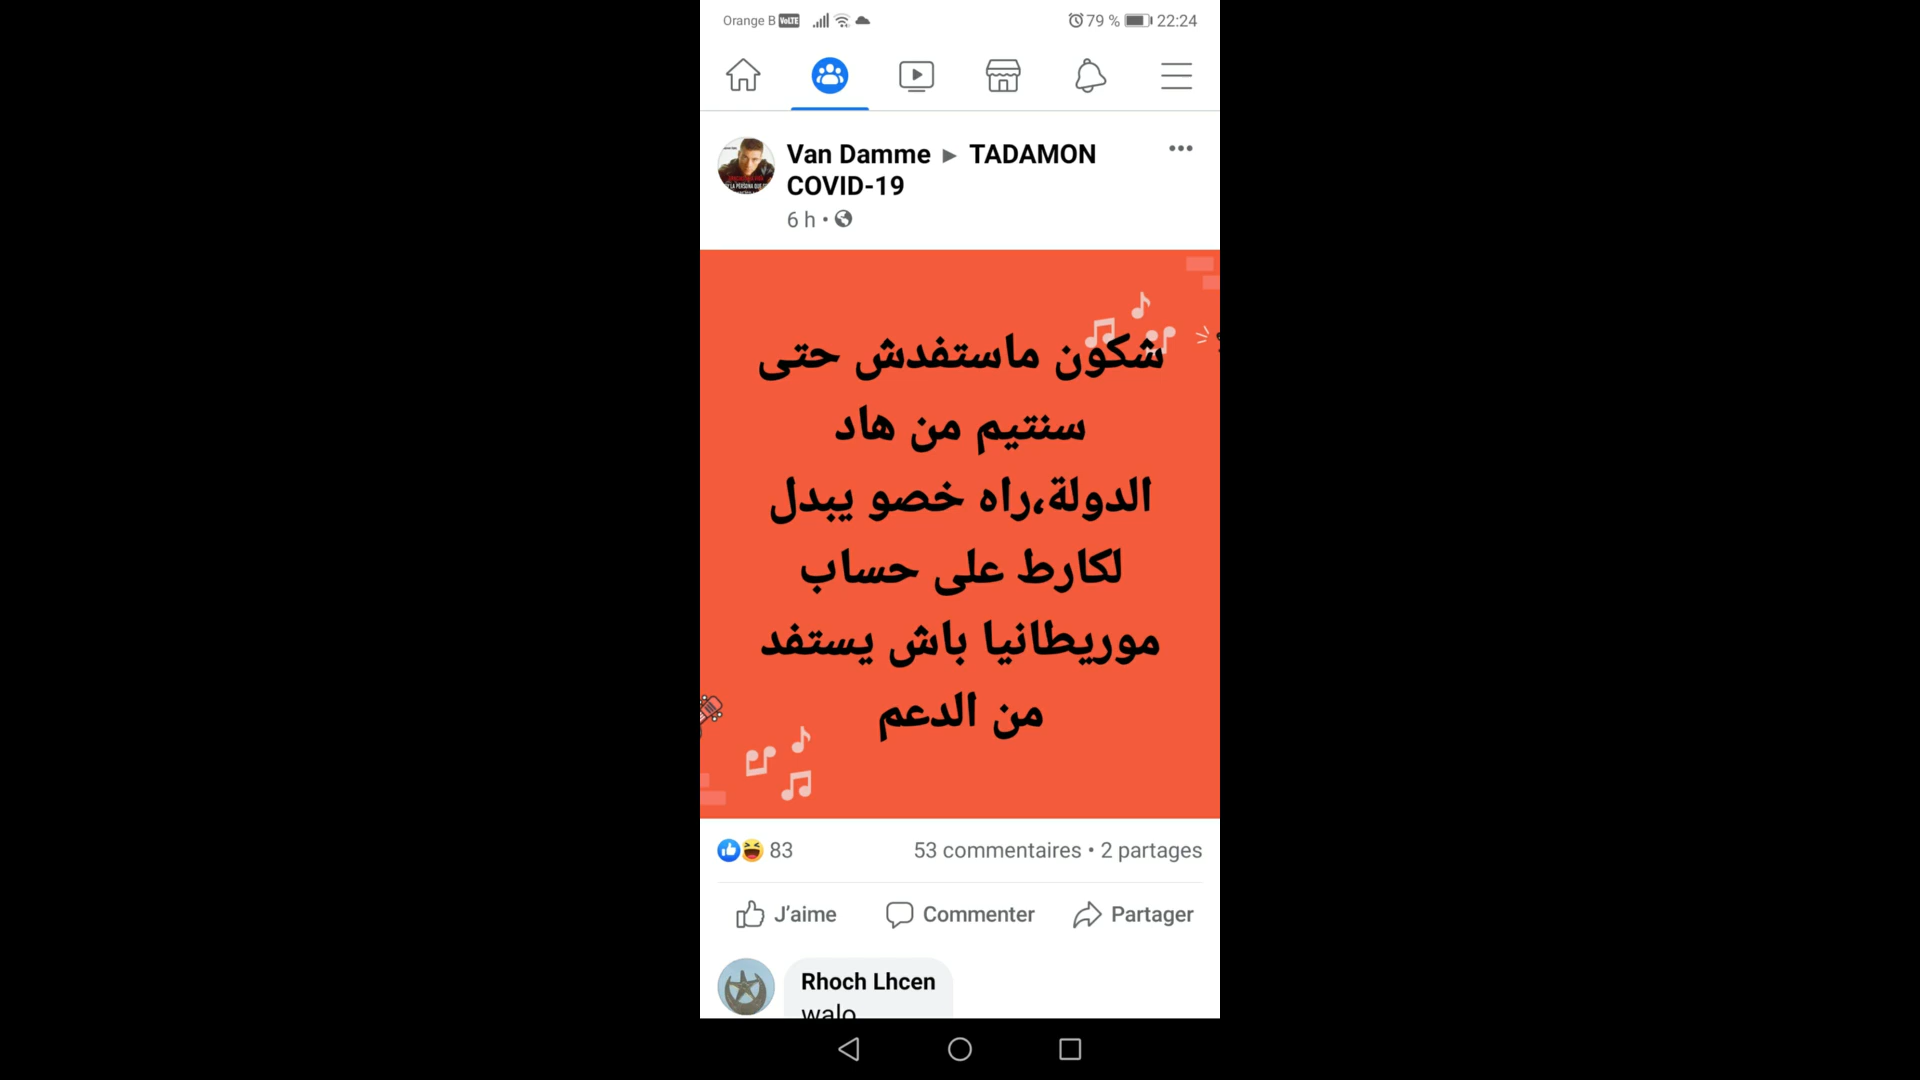 Orange B VoLTE 79 % 22:24
Van Damme ▸ TADAMON
COVID-19
6 h •
شكون ماستفدش حتى
سنتيم من هاد
الدولة،راه خصو يبدل
لكارط على حساب
موريطانيا باش يستفد
من الدعم
83 53 commentaires • 2 partages
J’aime Commenter Partager
Rhoch Lhcen
walo